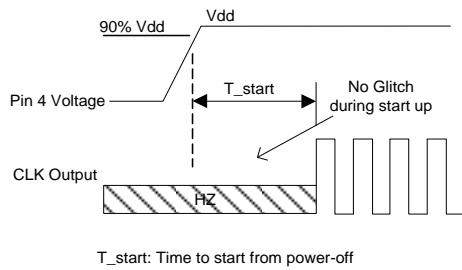 Vdd
90% Vdd
T_start
No Glitch
during start up
Pin 4 Voltage
CLK Output
HZ
T_start: Time to start from power-off